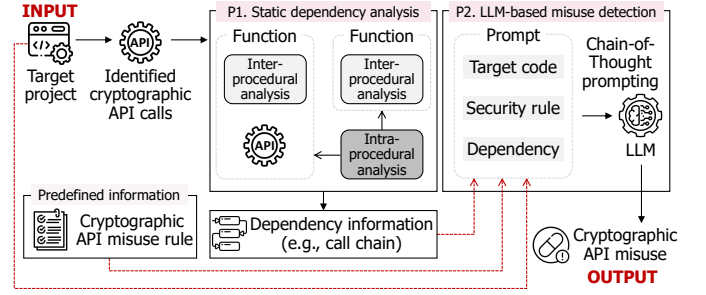 INPUT
Target
project
API
Identified
cryptographic
API calls
P1. Static dependency analysis
Function
Inter-
procedural
analysis
API
Function
Inter-
procedural
analysis
Intra-
procedural
analysis
P2. LLM-based misuse detection
Prompt
Target code
Security rule
Dependency
Chain-of-
Thought
prompting
LLM
Predefined information
Cryptographic
API misuse rule
Dependency information
(e.g., call chain)
Cryptographic
API misuse
OUTPUT